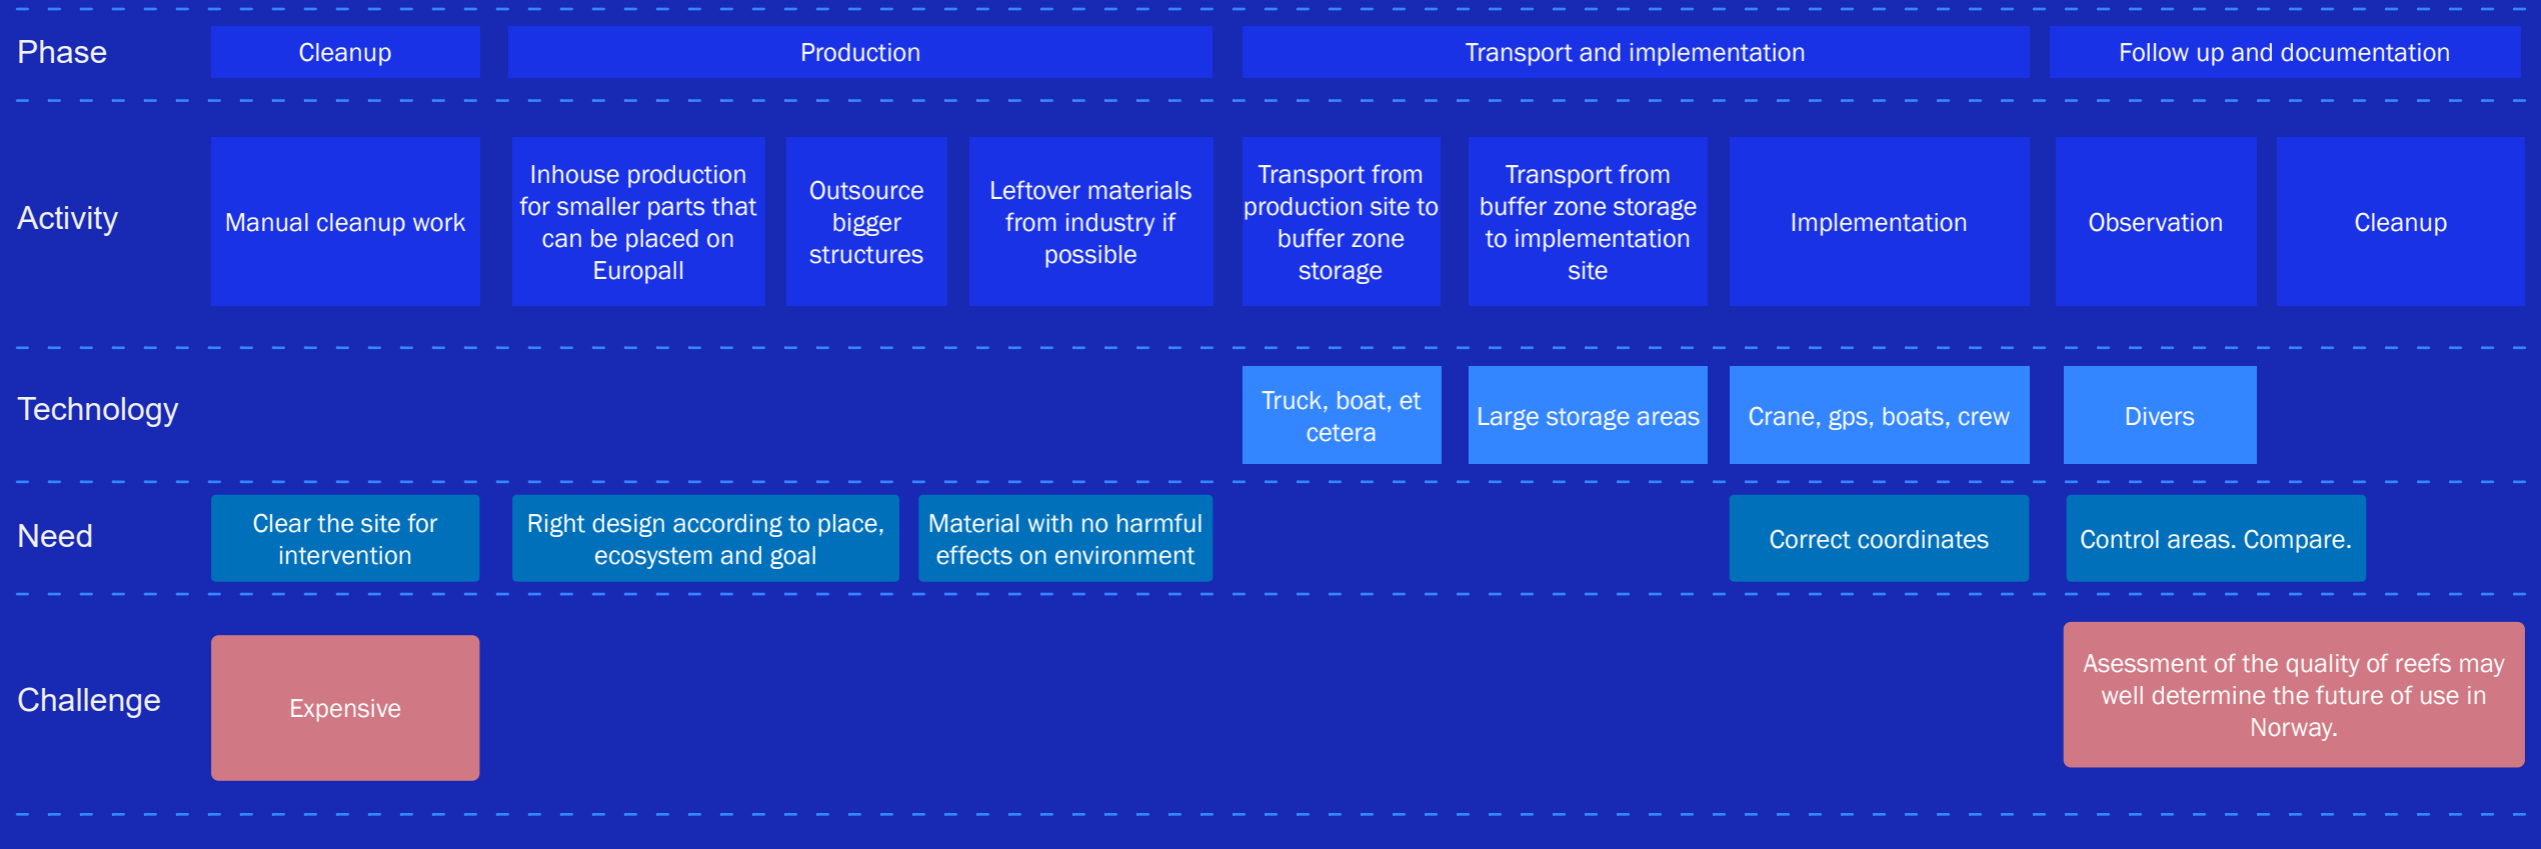 Phase
Cleanup
Production
Transport and implementation
Follow up and documentation
Activity
Manual cleanup work
Inhouse production
for smaller parts that
can be placed on
Europall
Outsource
bigger
structures
Leftover materials
from industry if
possible
Transport from
production site to
buffer zone
storage
Transport from
buffer zone storage
to implementation
site
Implementation
Observation
Cleanup
Technology
Truck, boat, et
cetera
Large storage areas
Crane, gps, boats, crew
Divers
Need
Clear the site for
intervention
Right design according to place,
ecosystem and goal
Material with no harmful
effects on environment
Correct coordinates
Control areas. Compare.
Challenge
Expensive
Asessment of the quality of reefs may
well determine the future of use in
Norway.